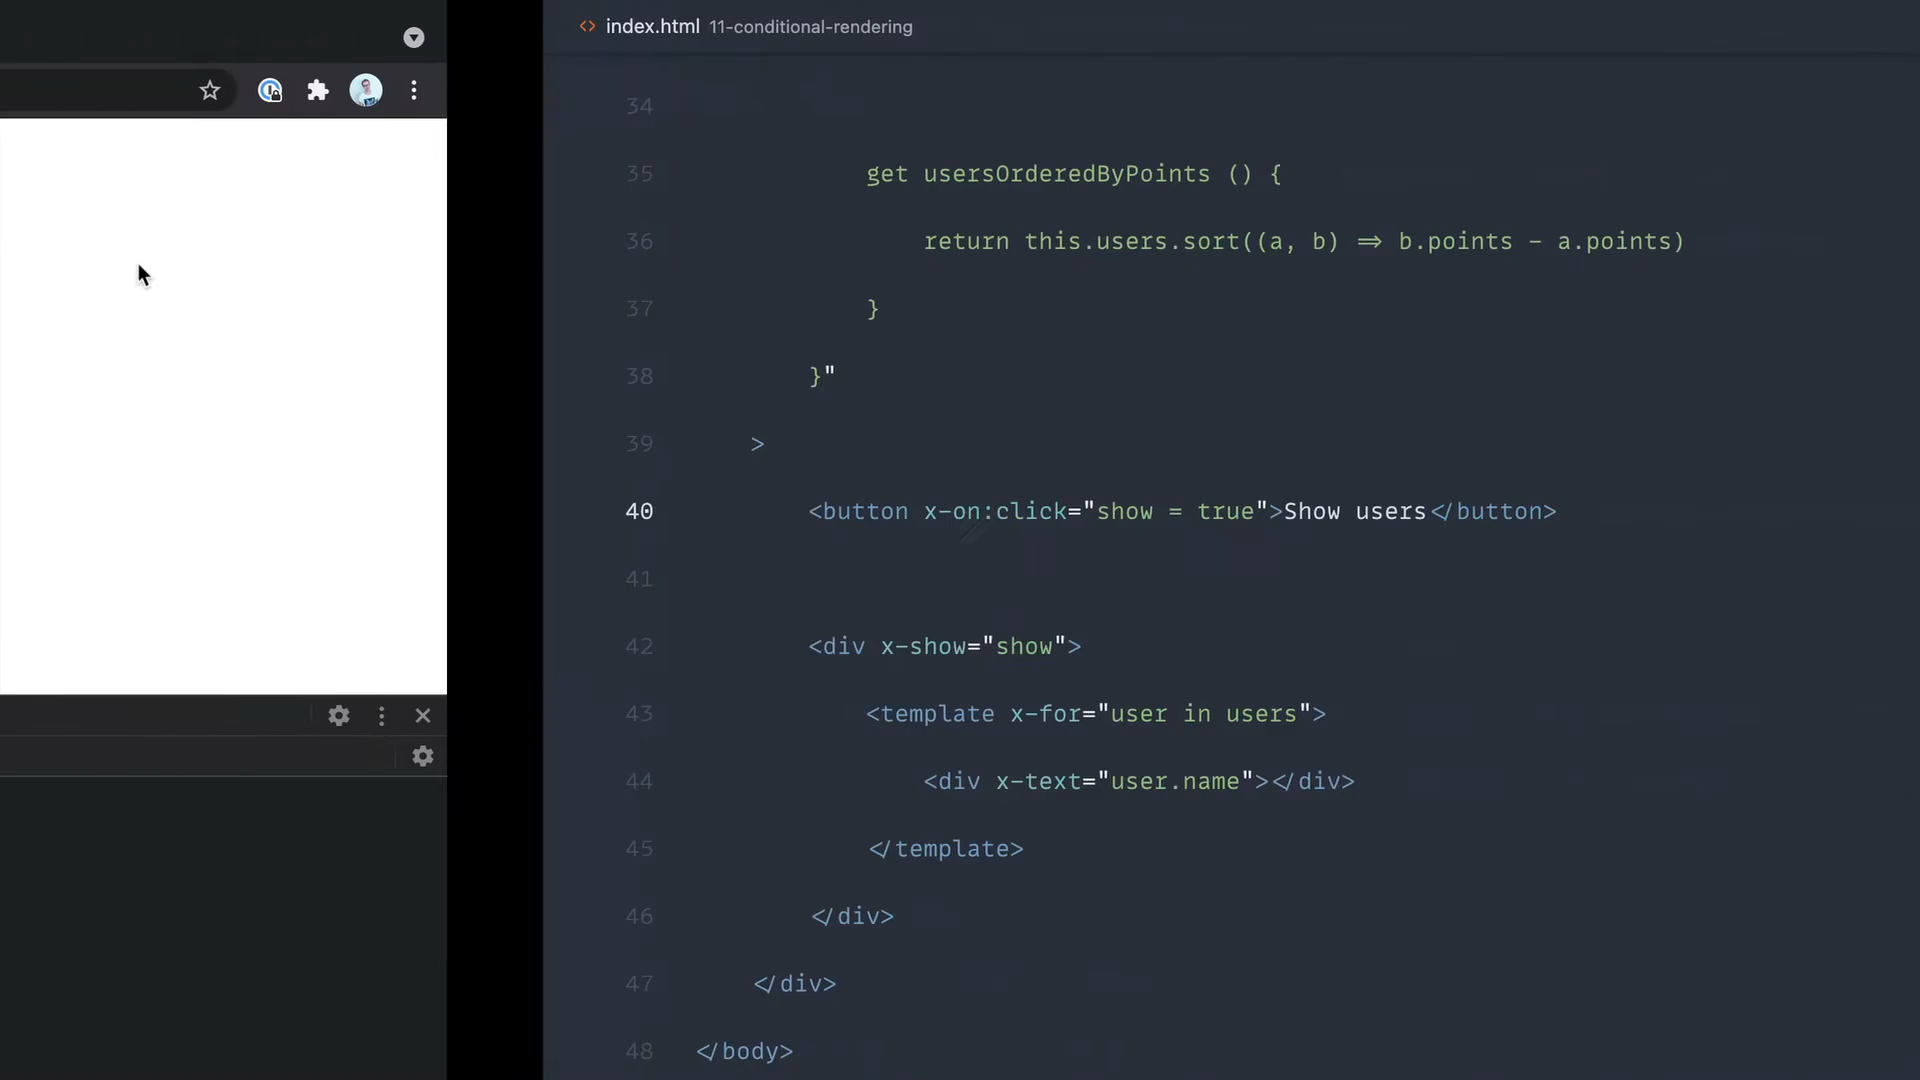 index.html 11-conditional-rendering
34
35 get usersOrderedByPoints () {
36 return this.users.sort((a, b) => b.points - a.points)
37 }
38 }"
39 >
40 <button x-on:click="show = true">Show users</button>
41
42 <div x-show="show">
43 <template x-for="user in users">
44 <div x-text="user.name"></div>
45 </template>
46 </div>
47 </div>
48 </body>